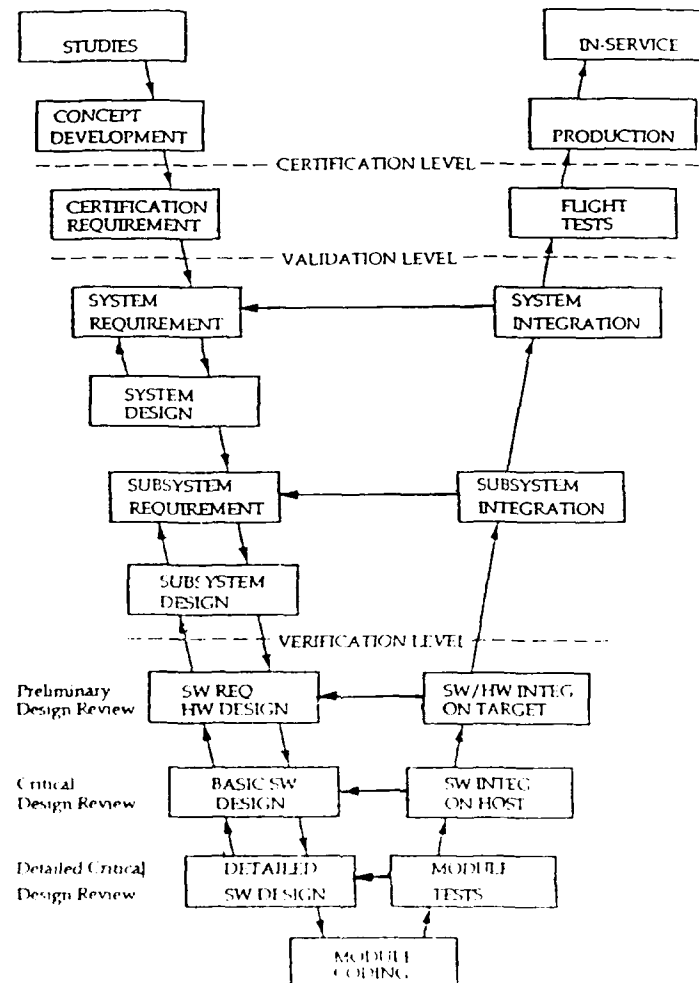 STUDIES
IN-SERVICE
CONCEPT
DEVELOPMENT
PRODUCTION
CERTIFICATION LEVEL
CERTIFICATION
REQUIREMENT
FLIGHT
TESTS
VALIDATION LEVEL
SYSTEM
REQUIREMENT
SYSTEM
INTEGRATION
SYSTEM
DESIGN
SUBSYSTEM
REQUIREMENT
SUBSYSTEM
INTEGRATION
SUBSYSTEM
DESIGN
VERIFICATION LEVEL
Preliminary
Design Review
SW REQ
HW DESIGN
SW/HW INTEG
ON TARGET
Critical
Design Review
BASIC SW
DESIGN
SW INTEG
ON HOST
Detailed Critical
Design Review
DETAILED
SW DESIGN
MODULE
TESTS
MODULE
CODING